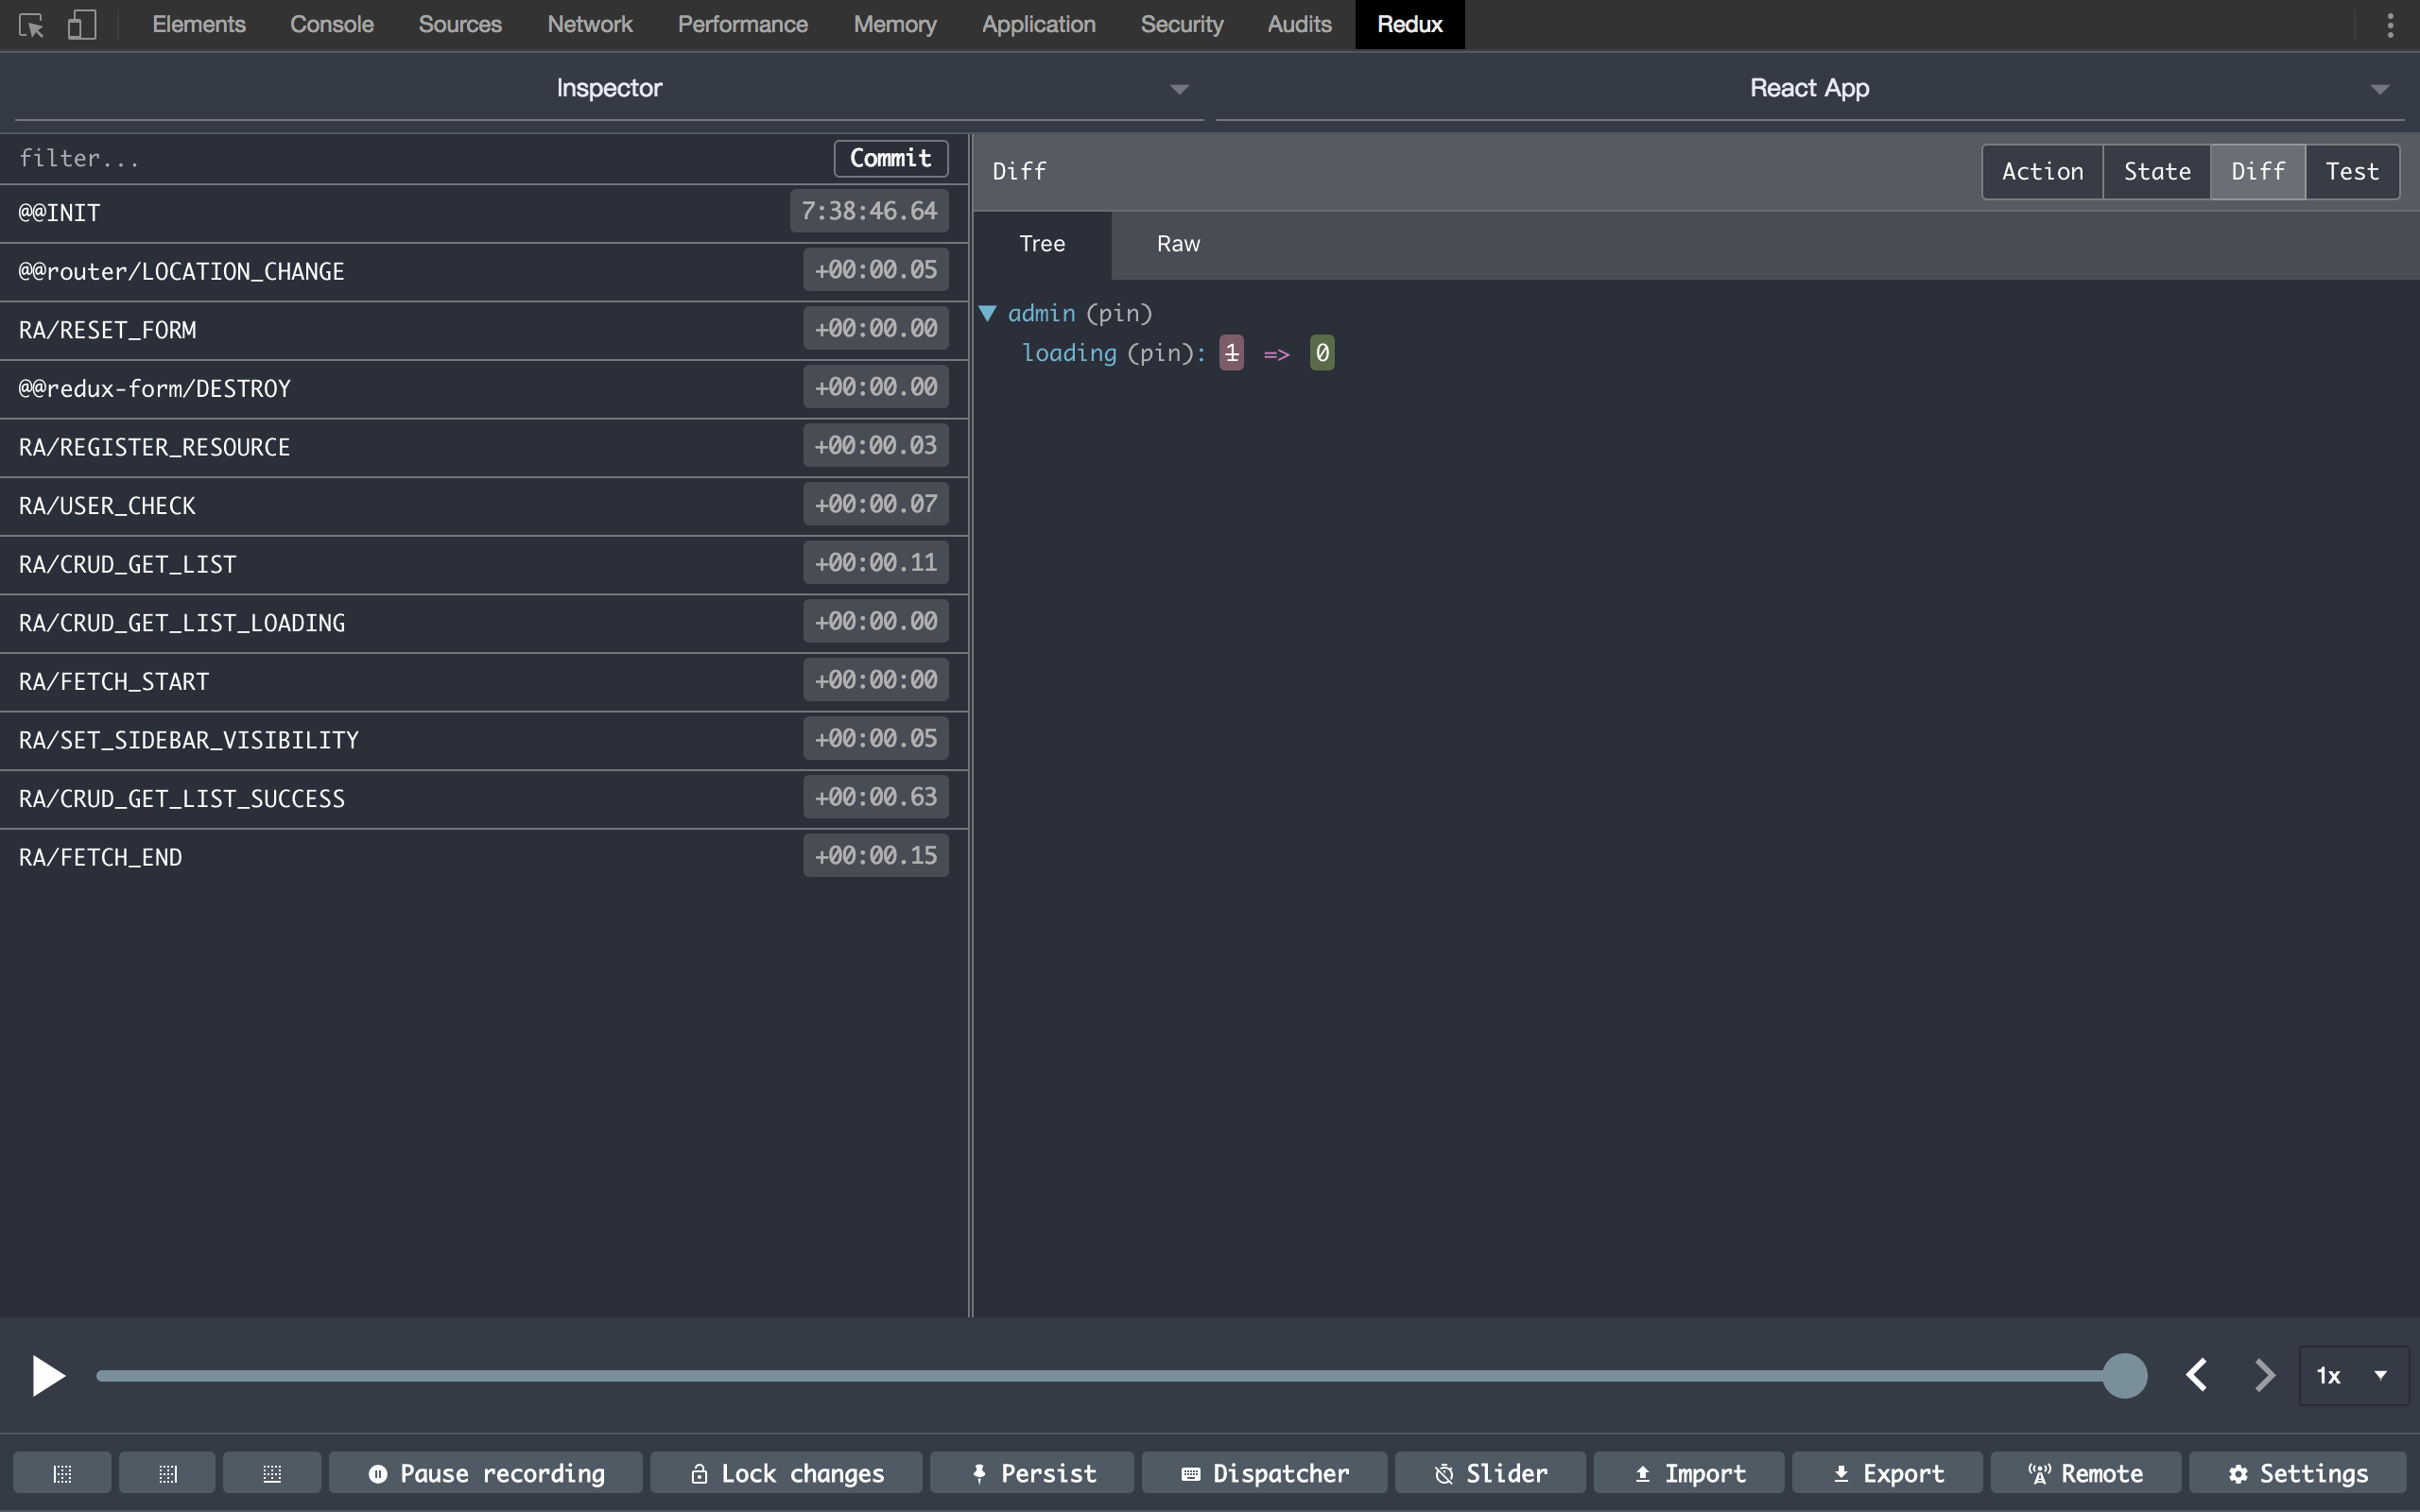 Elements Console Sources Network Performance Memory Application Security Audits Redux
Inspector React App
filter... Commit
@@INIT 7:38:46.64
@@router/LOCATION_CHANGE +00:00.05
RA/RESET_FORM +00:00.00
@@redux-form/DESTROY +00:00.00
RA/REGISTER_RESOURCE +00:00.03
RA/USER_CHECK +00:00.07
RA/CRUD_GET_LIST +00:00.11
RA/CRUD_GET_LIST_LOADING +00:00.00
RA/FETCH_START +00:00:00
RA/SET_SIDEBAR_VISIBILITY +00:00.05
RA/CRUD_GET_LIST_SUCCESS +00:00.63
RA/FETCH_END +00:00.15
Diff Action State Diff Test
Tree Raw
admin (pin)
loading (pin): 1 => 0
1x
Pause recording Lock changes Persist Dispatcher Slider Import Export Remote Settings